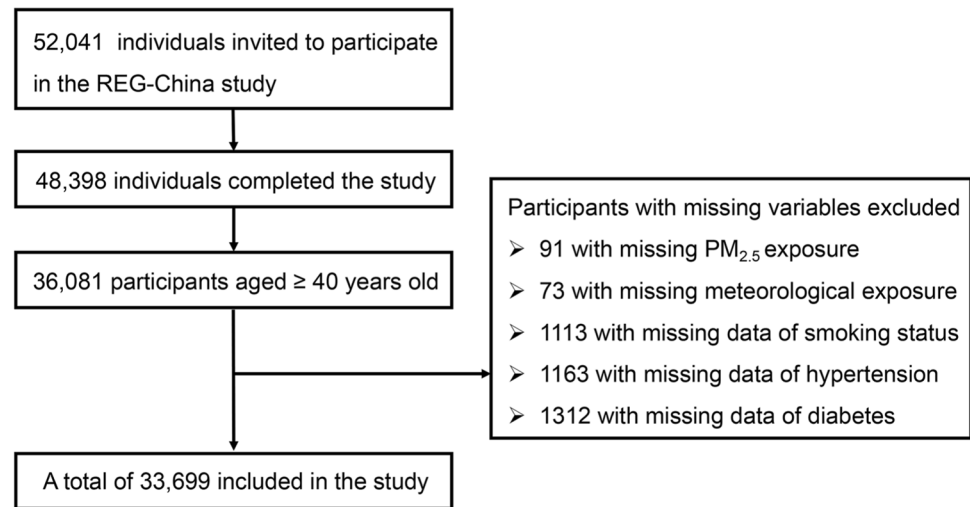 52,041 individuals invited to participate
in the REG-China study
48,398 individuals completed the study
36,081 participants aged ≥ 40 years old
Participants with missing variables excluded
➢ 91 with missing PM2.5 exposure
➢ 73 with missing meteorological exposure
➢ 1113 with missing data of smoking status
➢ 1163 with missing data of hypertension
➢ 1312 with missing data of diabetes
A total of 33,699 included in the study